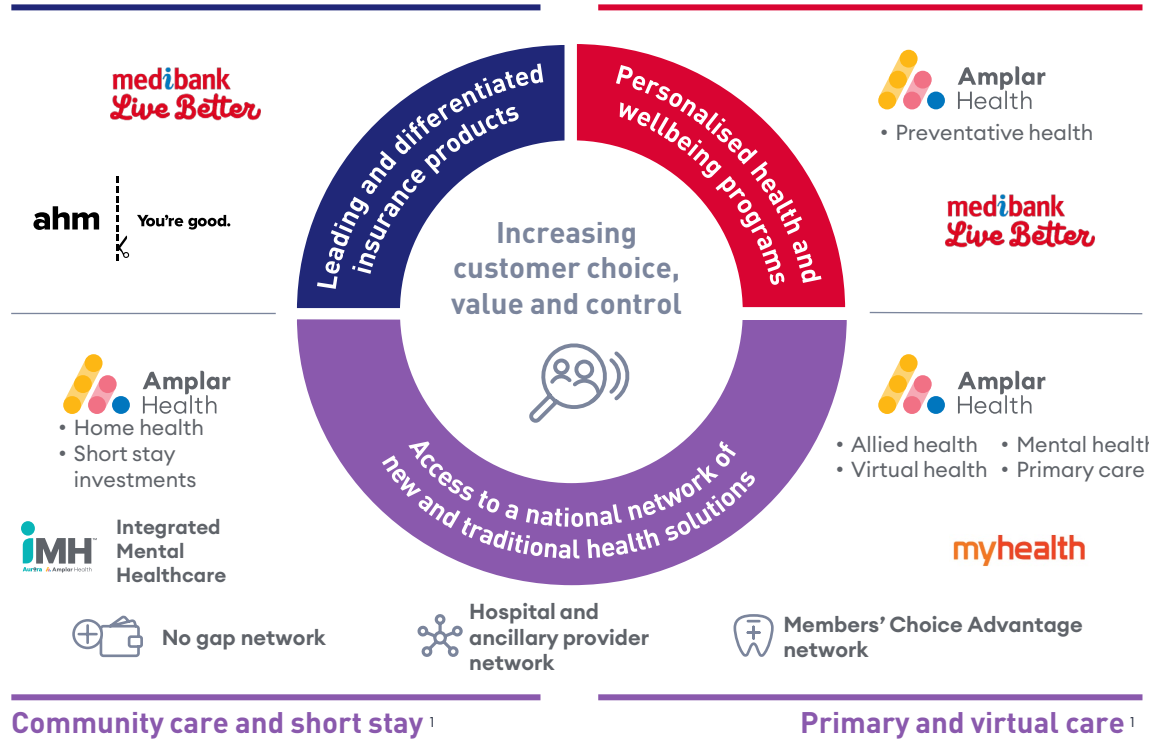 medibank
Live Better
ahm
You're good.
Leading and differentiated
insurance products
Personalised health and
wellbeing programs
Amplar
Health
• Preventative health
medibank
Live Better
Increasing
customer choice,
value and control
Amplar
Health
• Home health
• Short stay
investments
iMH™
Aurora Amplar Health
Integrated
Mental
Healthcare
Access to a national network of
new and traditional health solutions
Amplar
Health
• Allied health • Mental health
• Virtual health • Primary care
myhealth
No gap network
Hospital and
ancillary provider
network
Members' Choice Advantage
network
Community care and short stay 1
Primary and virtual care 1